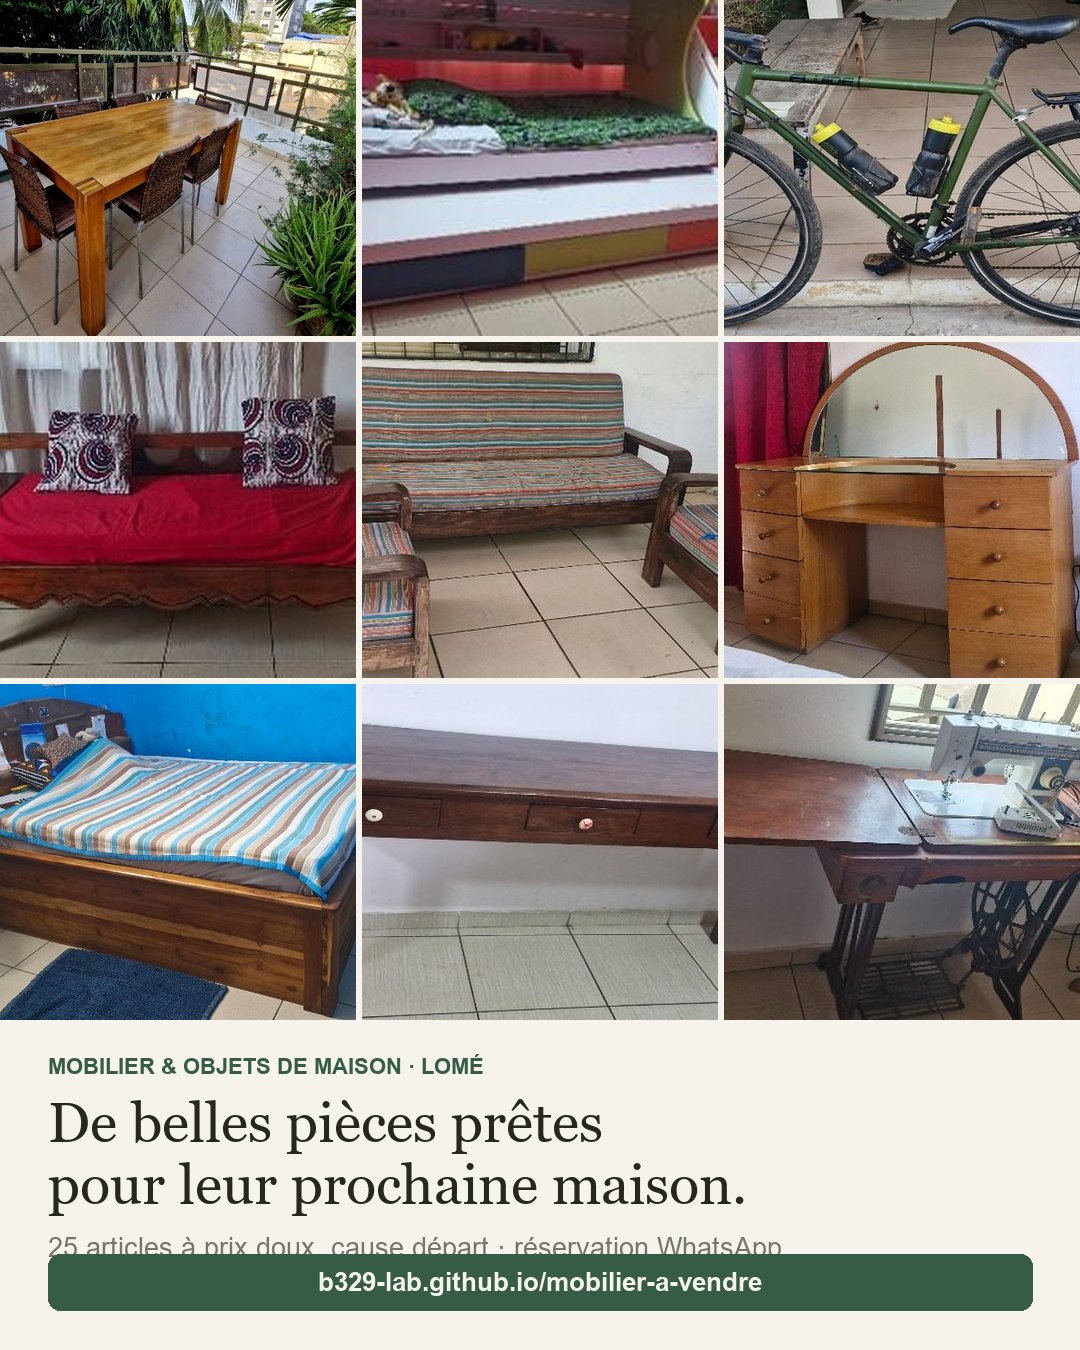 MOBILIER & OBJETS DE MAISON · LOMÉ
De belles pièces prêtes
pour leur prochaine maison.
25 articles à prix doux, cause départ · réservation WhatsApp
b329-lab.github.io/mobilier-a-vendre